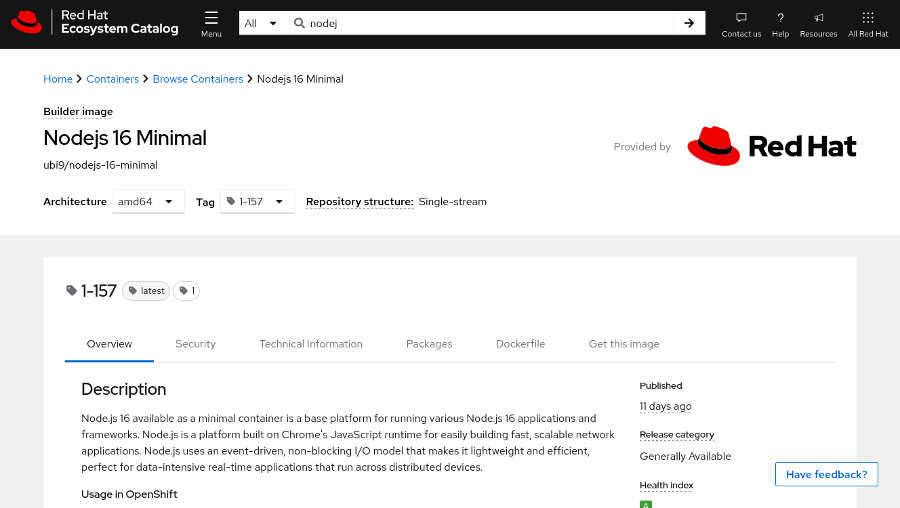 Red Hat
Ecosystem Catalog
Menu
All
nodej
Contact us
Help
Resources
All Red Hat
Home > Containers > Browse Containers > Nodejs 16 Minimal
Builder image
Nodejs 16 Minimal
ubi9/nodejs-16-minimal
Provided by
Red Hat
Architecture amd64 Tag 1-157 Repository structure: Single-stream
1-157 latest 1
Overview Security Technical Information Packages Dockerfile Get this image
Description
Node.js 16 available as a minimal container is a base platform for running various Node.js 16 applications and
frameworks. Node.js is a platform built on Chrome's JavaScript runtime for easily building fast, scalable network
applications. Node.js uses an event-driven, non-blocking I/O model that makes it lightweight and efficient,
perfect for data-intensive real-time applications that run across distributed devices.
Usage in OpenShift
Published
11 days ago
Release category
Generally Available
Health index
A
Have feedback?